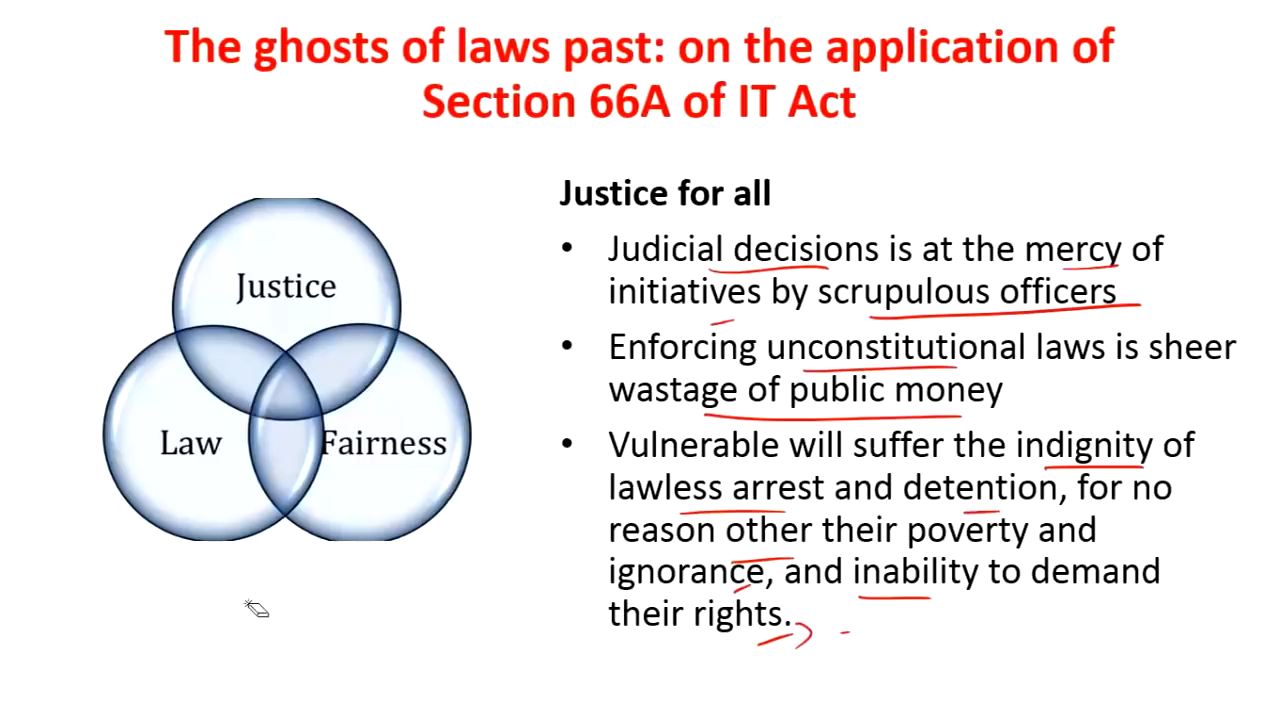 The ghosts of laws past: on the application of
Section 66A of IT Act
Justice
Law
Fairness
Justice for all
• Judicial decisions is at the mercy of
initiatives by scrupulous officers
• Enforcing unconstitutional laws is sheer
wastage of public money
• Vulnerable will suffer the indignity of
lawless arrest and detention, for no
reason other their poverty and
ignorance, and inability to demand
their rights.